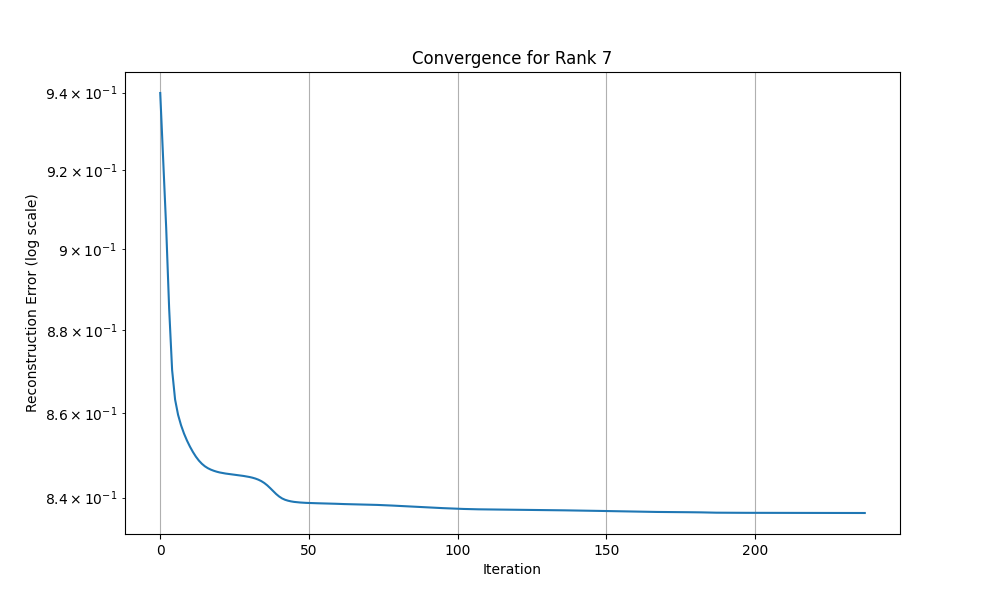 Convergence for Rank 7
Reconstruction Error (log scale)
9.4 × 10⁻¹
9.2 × 10⁻¹
9 × 10⁻¹
8.8 × 10⁻¹
8.6 × 10⁻¹
8.4 × 10⁻¹
0 50 100 150 200
Iteration